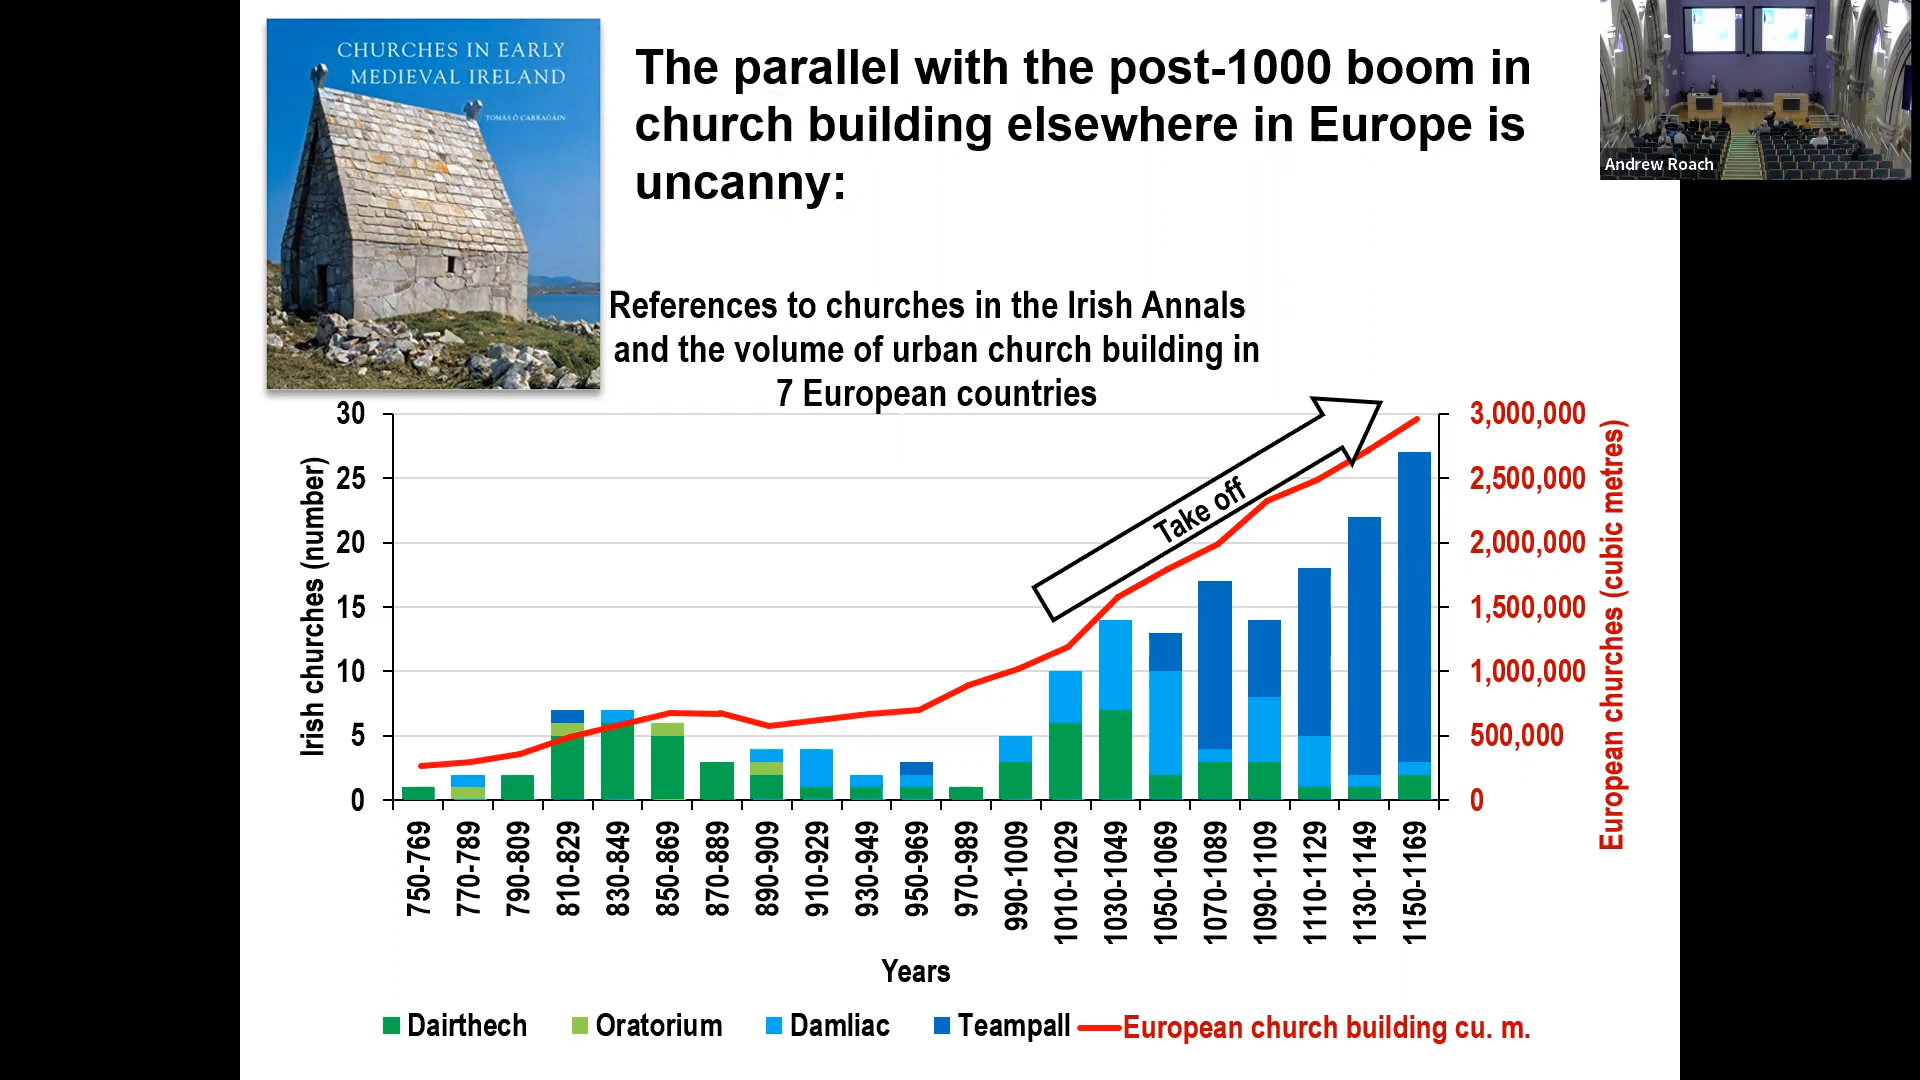 CHURCHES IN EARLY
MEDIEVAL IRELAND
TOMÁS Ó CARRAGÁIN
The parallel with the post-1000 boom in
church building elsewhere in Europe is
uncanny:
Andrew Roach
References to churches in the Irish Annals
and the volume of urban church building in
7 European countries
Irish churches (number)
30
25
20
15
10
5
0
Take off
3,000,000
2,500,000
2,000,000
1,500,000
1,000,000
500,000
0
European churches (cubic metres)
750-769
770-789
790-809
810-829
830-849
850-869
870-889
890-909
910-929
930-949
950-969
970-989
990-1009
1010-1029
1030-1049
1050-1069
1070-1089
1090-1109
1110-1129
1130-1149
1150-1169
Years
Dairthech
Oratorium
Damliac
Teampall
European church building cu. m.